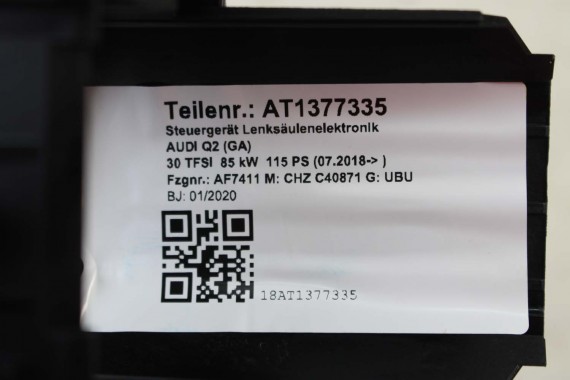 Teilenr.: AT1377335
Steuergerät Lenksäulenelektronik
AUDI Q2 (GA)
30 TFSI 85 kW 115 PS (07.2018-> )
Fzgnr.: AF7411 M: CHZ C40871 G: UBU
BJ: 01/2020
18AT1377335